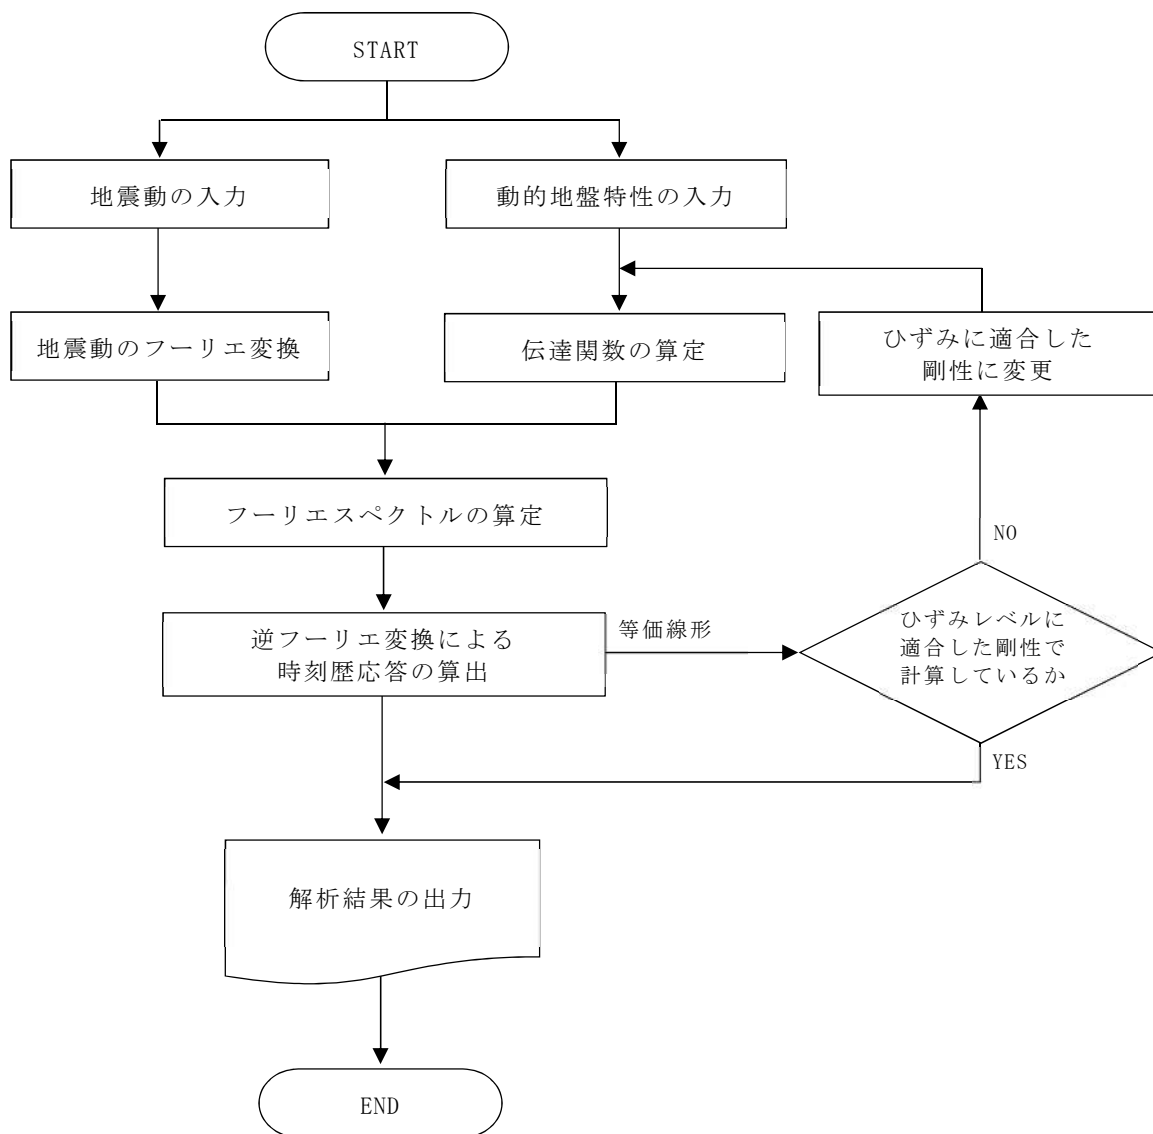 START
地震動の入力
動的地盤特性の入力
地震動のフーリエ変換
伝達関数の算定
ひずみに適合した
剛性に変更
フーリエスペクトルの算定
NO
逆フーリエ変換による
時刻歴応答の算出
等価線形
ひずみレベルに
適合した剛性で
計算しているか
YES
解析結果の出力
END